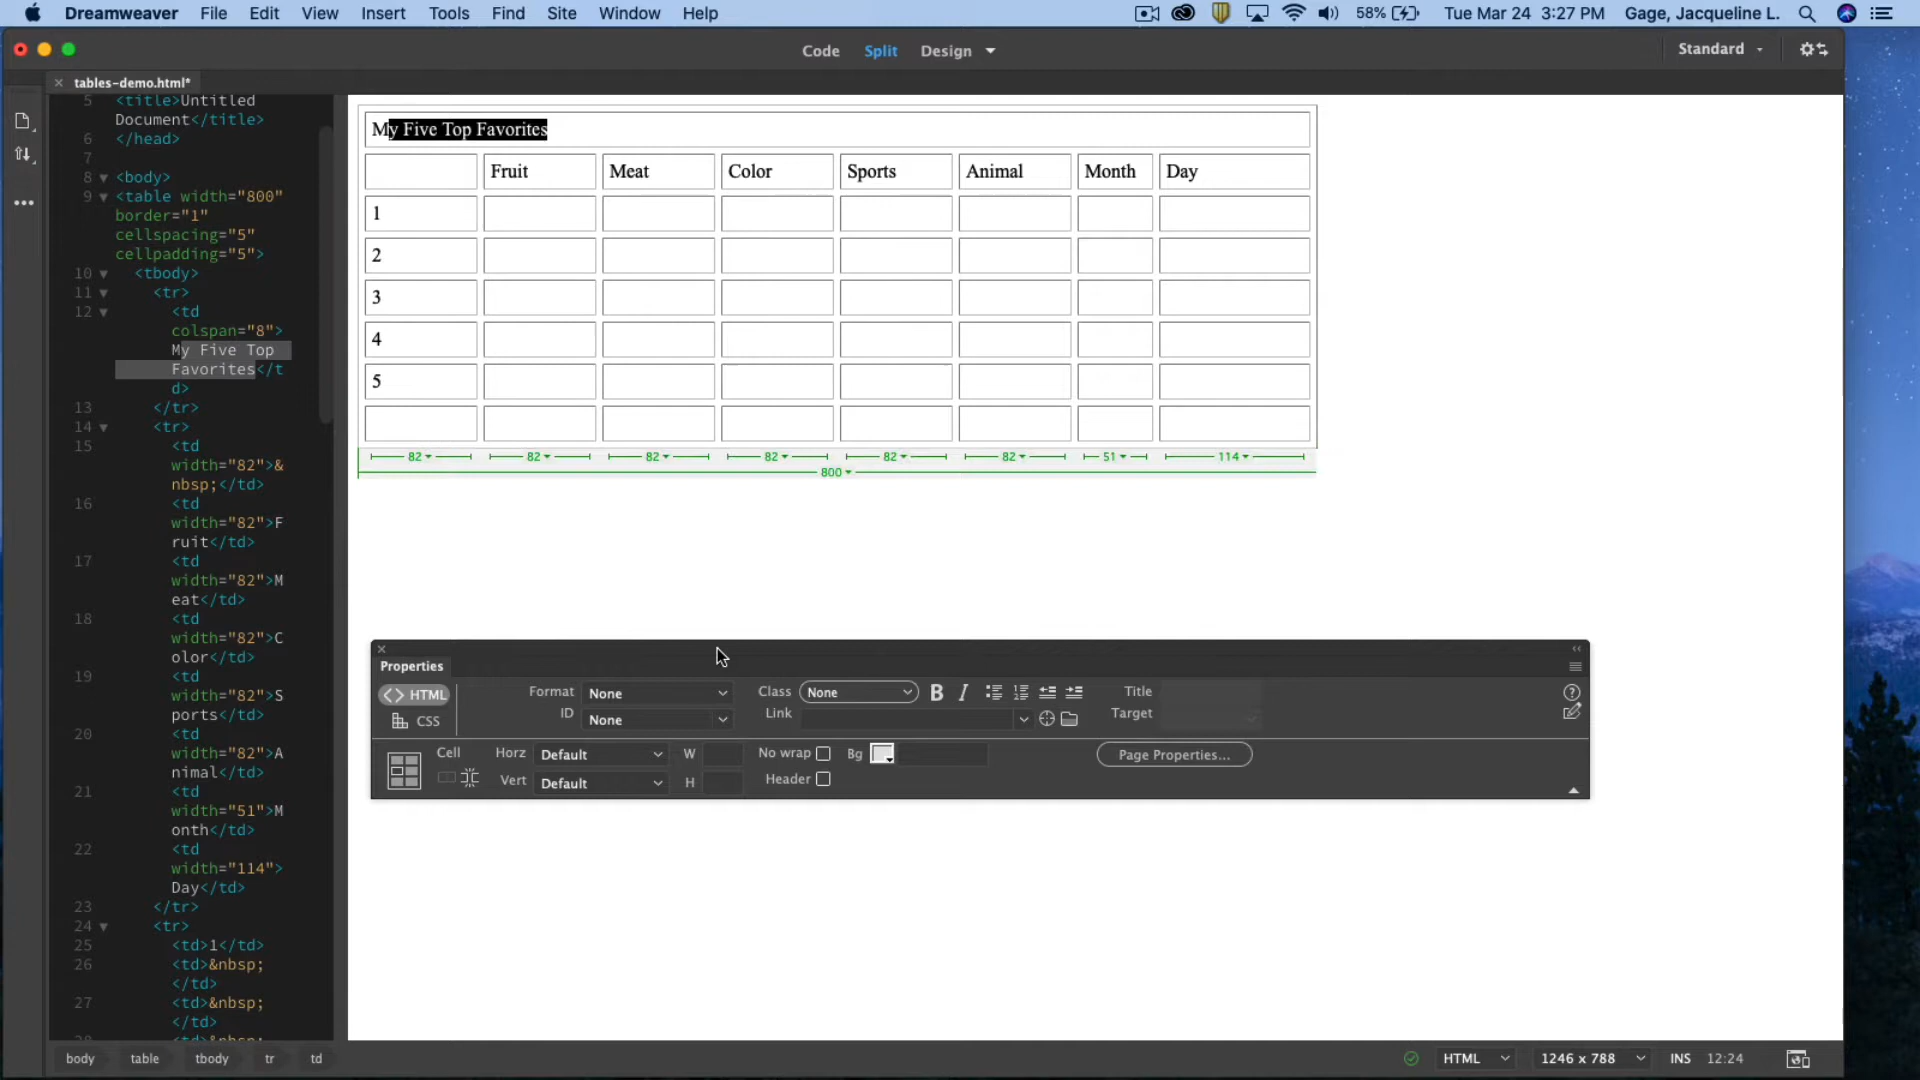 Dreamweaver File Edit View Insert Tools Find Site Window Help 58% Tue Mar 24 3:27 PM Gage, Jacqueline L.
Code Split Design Standard
tables-demo.html*
5 <title>Untitled
Document</title>
6 </head>
7
8 <body>
9 <table width="800"
border="1"
cellspacing="5"
cellpadding="5">
10 <tbody>
11 <tr>
12 <td
colspan="8">
My Five Top
Favorites</t
d>
13 </tr>
14 <tr>
15 <td
width="82">&
nbsp;</td>
16 <td
width="82">F
ruit</td>
17 <td
width="82">M
eat</td>
18 <td
width="82">C
olor</td>
19 <td
width="82">S
ports</td>
20 <td
width="82">A
nimal</td>
21 <td
width="51">M
onth</td>
22 <td
width="114">
Day</td>
23 </tr>
24 <tr>
25 <td>1</td>
26 <td>&nbsp;
</td>
27 <td>&nbsp;
</td>
My Five Top Favorites
Fruit Meat Color Sports Animal Month Day
1
2
3
4
5
82 82 82 82 82 82 51 114
800
Properties
<> HTML Format None Class None B I Title
CSS ID None Link Target
Cell Horz Default W No wrap Bg Page Properties...
Vert Default H Header
body table tbody tr td HTML 1246 x 788 INS 12:24